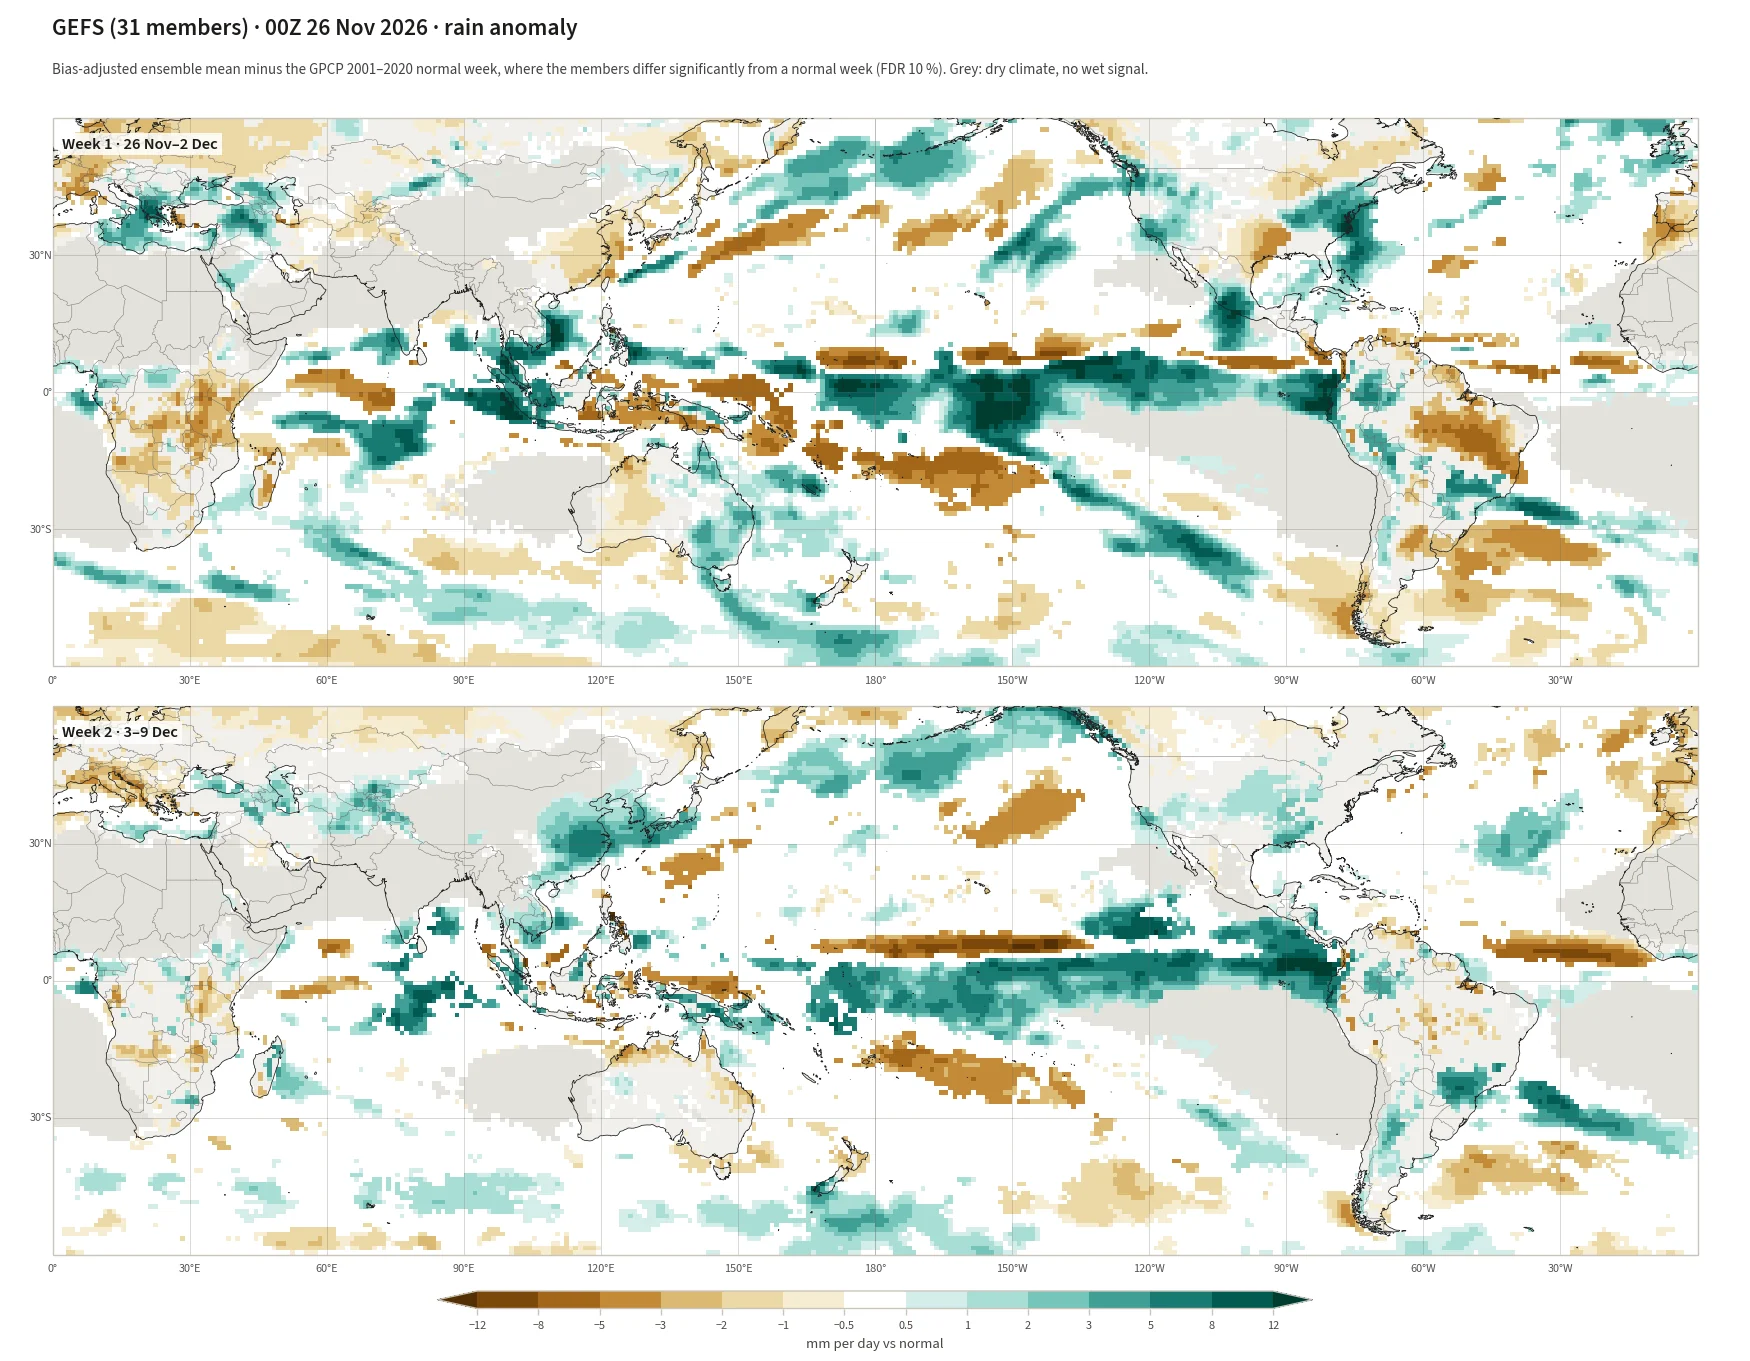 GEFS (31 members) · 00Z 26 Nov 2026 · rain anomaly
Bias-adjusted ensemble mean minus the GPCP 2001–2020 normal week, where the members differ significantly from a normal week (FDR 10 %). Grey: dry climate, no wet signal.
Week 1 · 26 Nov–2 Dec
30°N
0°
30°S
0° 30°E 60°E 90°E 120°E 150°E 180° 150°W 120°W 90°W 60°W 30°W
Week 2 · 3–9 Dec
30°N
0°
30°S
0° 30°E 60°E 90°E 120°E 150°E 180° 150°W 120°W 90°W 60°W 30°W
−12 −8 −5 −3 −2 −1 −0.5 0.5 1 2 3 5 8 12
mm per day vs normal